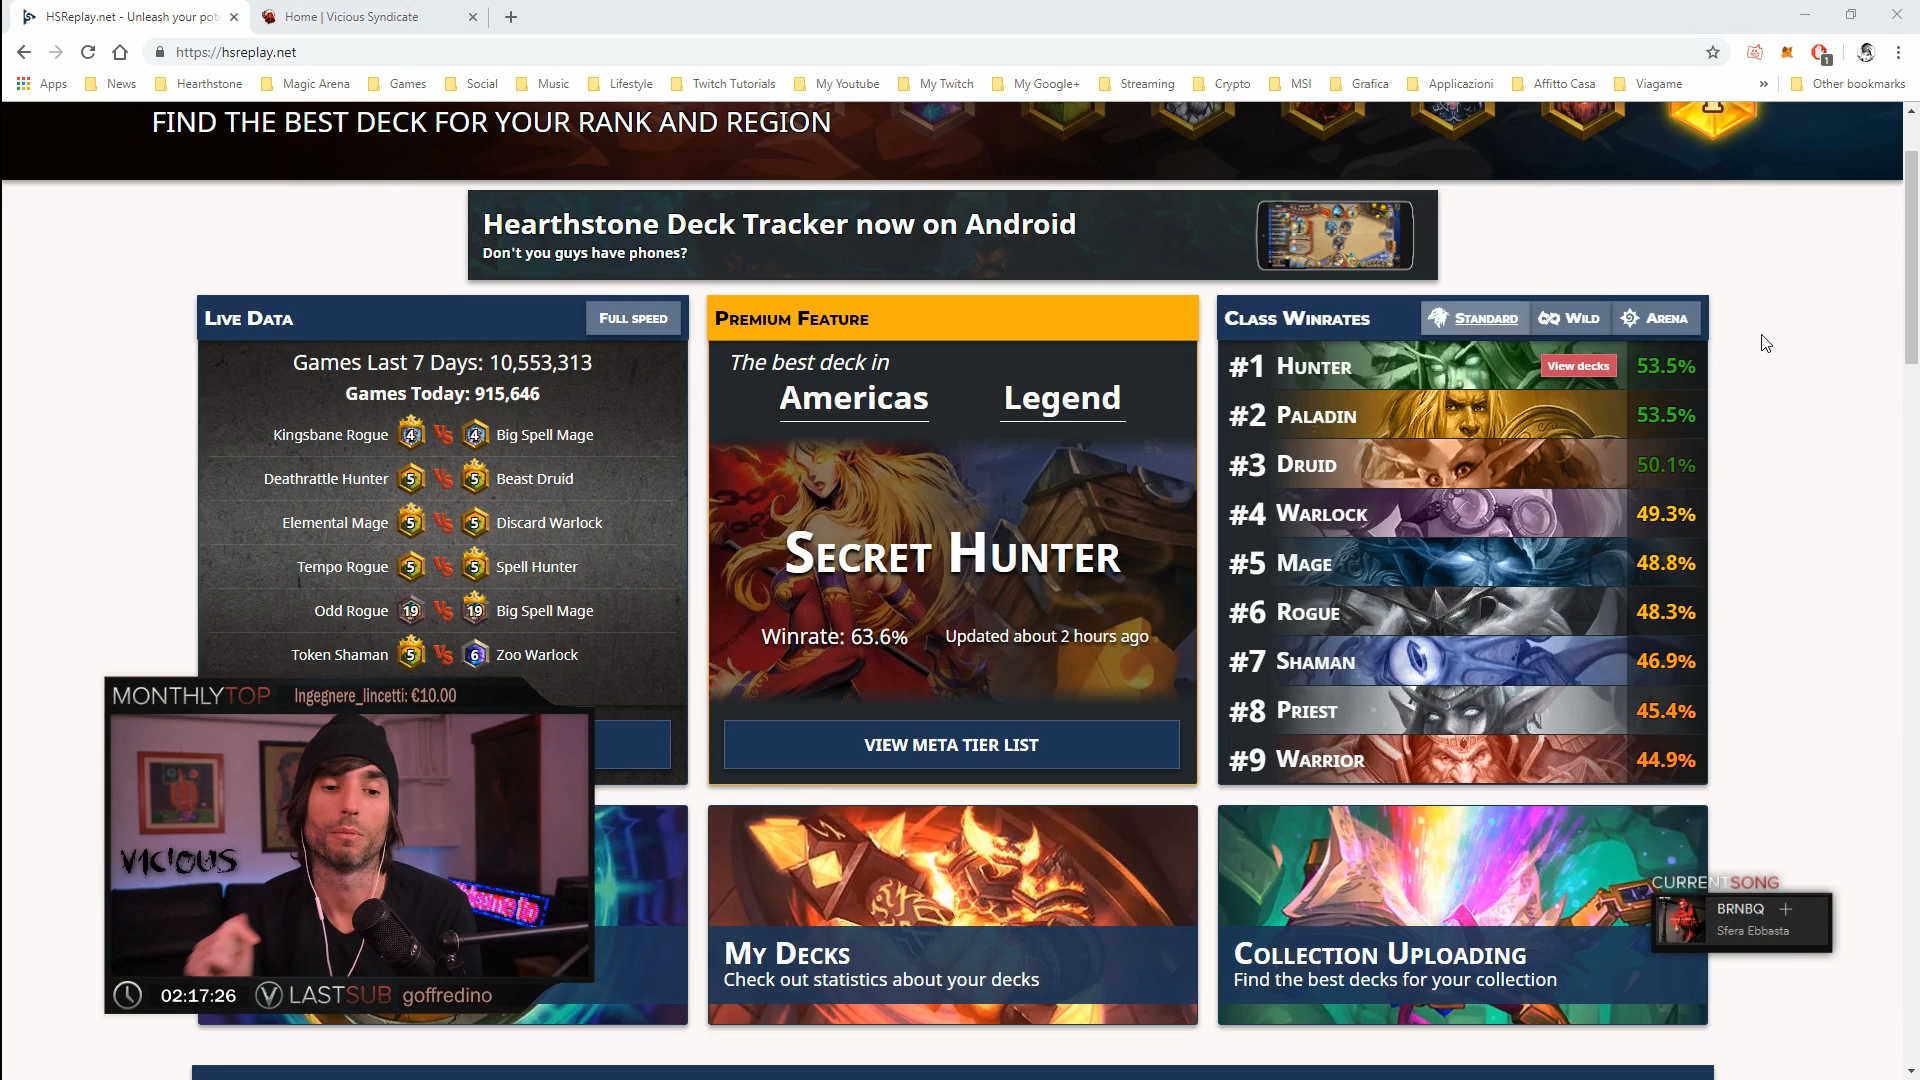 HSReplay.net - Unleash your pot
Home | Vicious Syndicate
https://hsreplay.net
1
Apps
News
Hearthstone
Magic Arena
Games
Social
Music
Lifestyle
Twitch Tutorials
My Youtube
My Twitch
My Google+
Streaming
Crypto
MSI
Grafica
Applicazioni
Affitto Casa
Viagame
»
Other bookmarks
FIND THE BEST DECK FOR YOUR RANK AND REGION
Hearthstone Deck Tracker now on Android
Don't you guys have phones?
LIVE DATA
FULL SPEED
Games Last 7 Days: 10,553,313
Games Today: 915,646
Kingsbane Rogue 4 VS 4 Big Spell Mage
Deathrattle Hunter 5 VS 5 Beast Druid
Elemental Mage 5 VS 5 Discard Warlock
Tempo Rogue 5 VS 5 Spell Hunter
Odd Rogue 19 VS 19 Big Spell Mage
Token Shaman 5 VS 6 Zoo Warlock
PREMIUM FEATURE
The best deck in
Americas Legend
SECRET HUNTER
Winrate: 63.6% Updated about 2 hours ago
VIEW META TIER LIST
CLASS WINRATES
STANDARD
WILD
ARENA
#1 HUNTER View decks 53.5%
#2 PALADIN 53.5%
#3 DRUID 50.1%
#4 WARLOCK 49.3%
#5 MAGE 48.8%
#6 ROGUE 48.3%
#7 SHAMAN 46.9%
#8 PRIEST 45.4%
#9 WARRIOR 44.9%
MONTHLYTOP Ingegnere_lincetti: €10.00
V1CIOUS
02:17:26 LASTSUB goffredino
MY DECKS
Check out statistics about your decks
COLLECTION UPLOADING
Find the best decks for your collection
CURRENTSONG
BRNBQ
Sfera Ebbasta